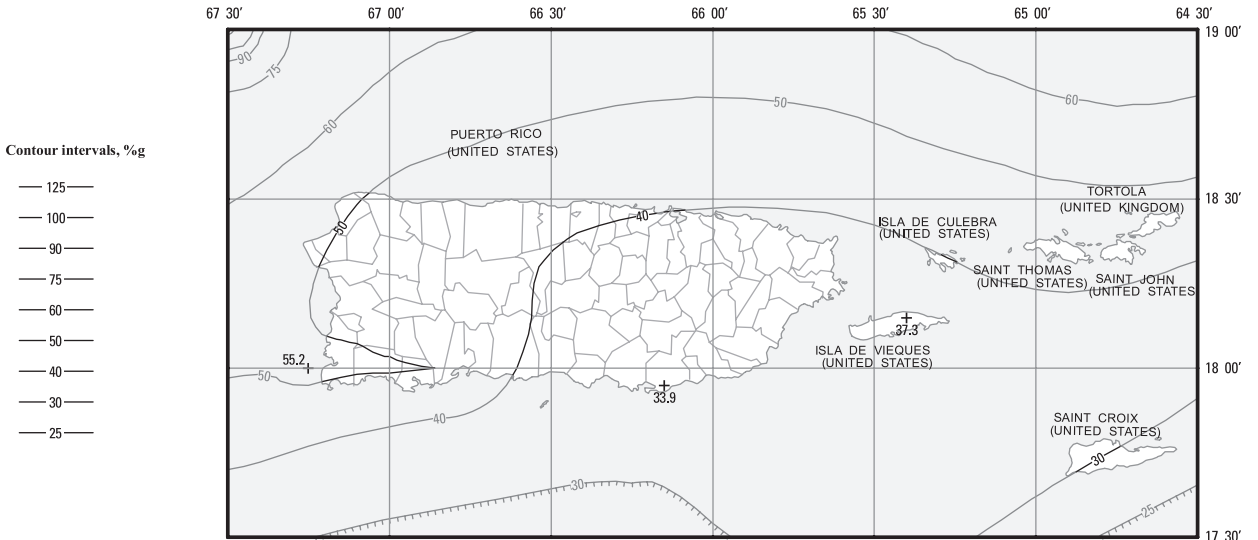 67 30' 67 00' 66 30' 66 00' 65 30' 65 00' 64 30'
19 00'
90
75
60
50
60
Contour intervals, %g
125
100
90
75
60
50
40
30
25
PUERTO RICO
(UNITED STATES)
18 30'
TORTOLA
(UNITED KINGDOM)
50
40
ISLA DE CULEBRA
(UNITED STATES)
SAINT THOMAS
(UNITED STATES)
SAINT JOHN
(UNITED STATES
37.3
ISLA DE VIEQUES
(UNITED STATES)
55.2
50
18 00'
33.9
40
SAINT CROIX
(UNITED STATES)
30
30
25
17 30'